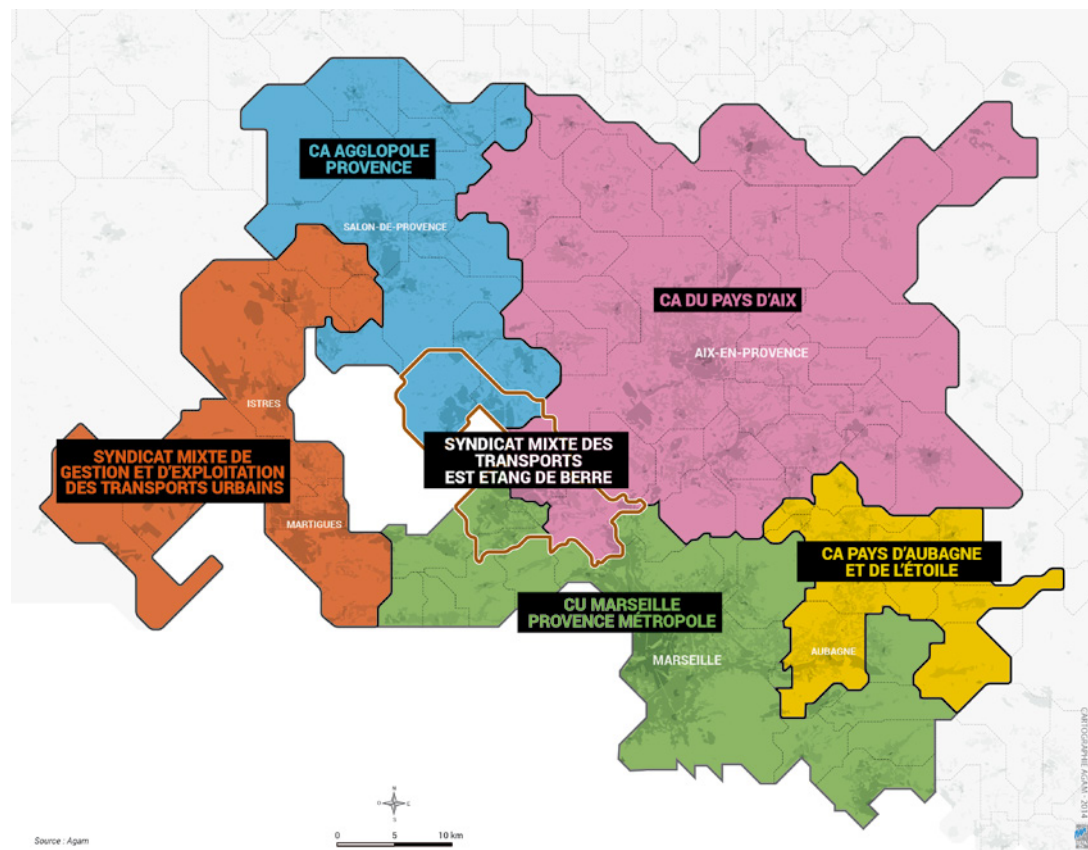 CA AGGLOPOLE
PROVENCE
SALON-DE-PROVENCE
CA DU PAYS D'AIX
AIX-EN-PROVENCE
ISTRES
SYNDICAT MIXTE DE
GESTION ET D'EXPLOITATION
DES TRANSPORTS URBAINS
SYNDICAT MIXTE DES
TRANSPORTS
EST ETANG DE BERRE
MARTIGUES
CA PAYS D'AUBAGNE
ET DE L'ÉTOILE
CU MARSEILLE
PROVENCE MÉTROPOLE
MARSEILLE
AUBAGNE
CARTOGRAPHIE AGAM - 2014
N
S
Source : Agam
0 5 10 km